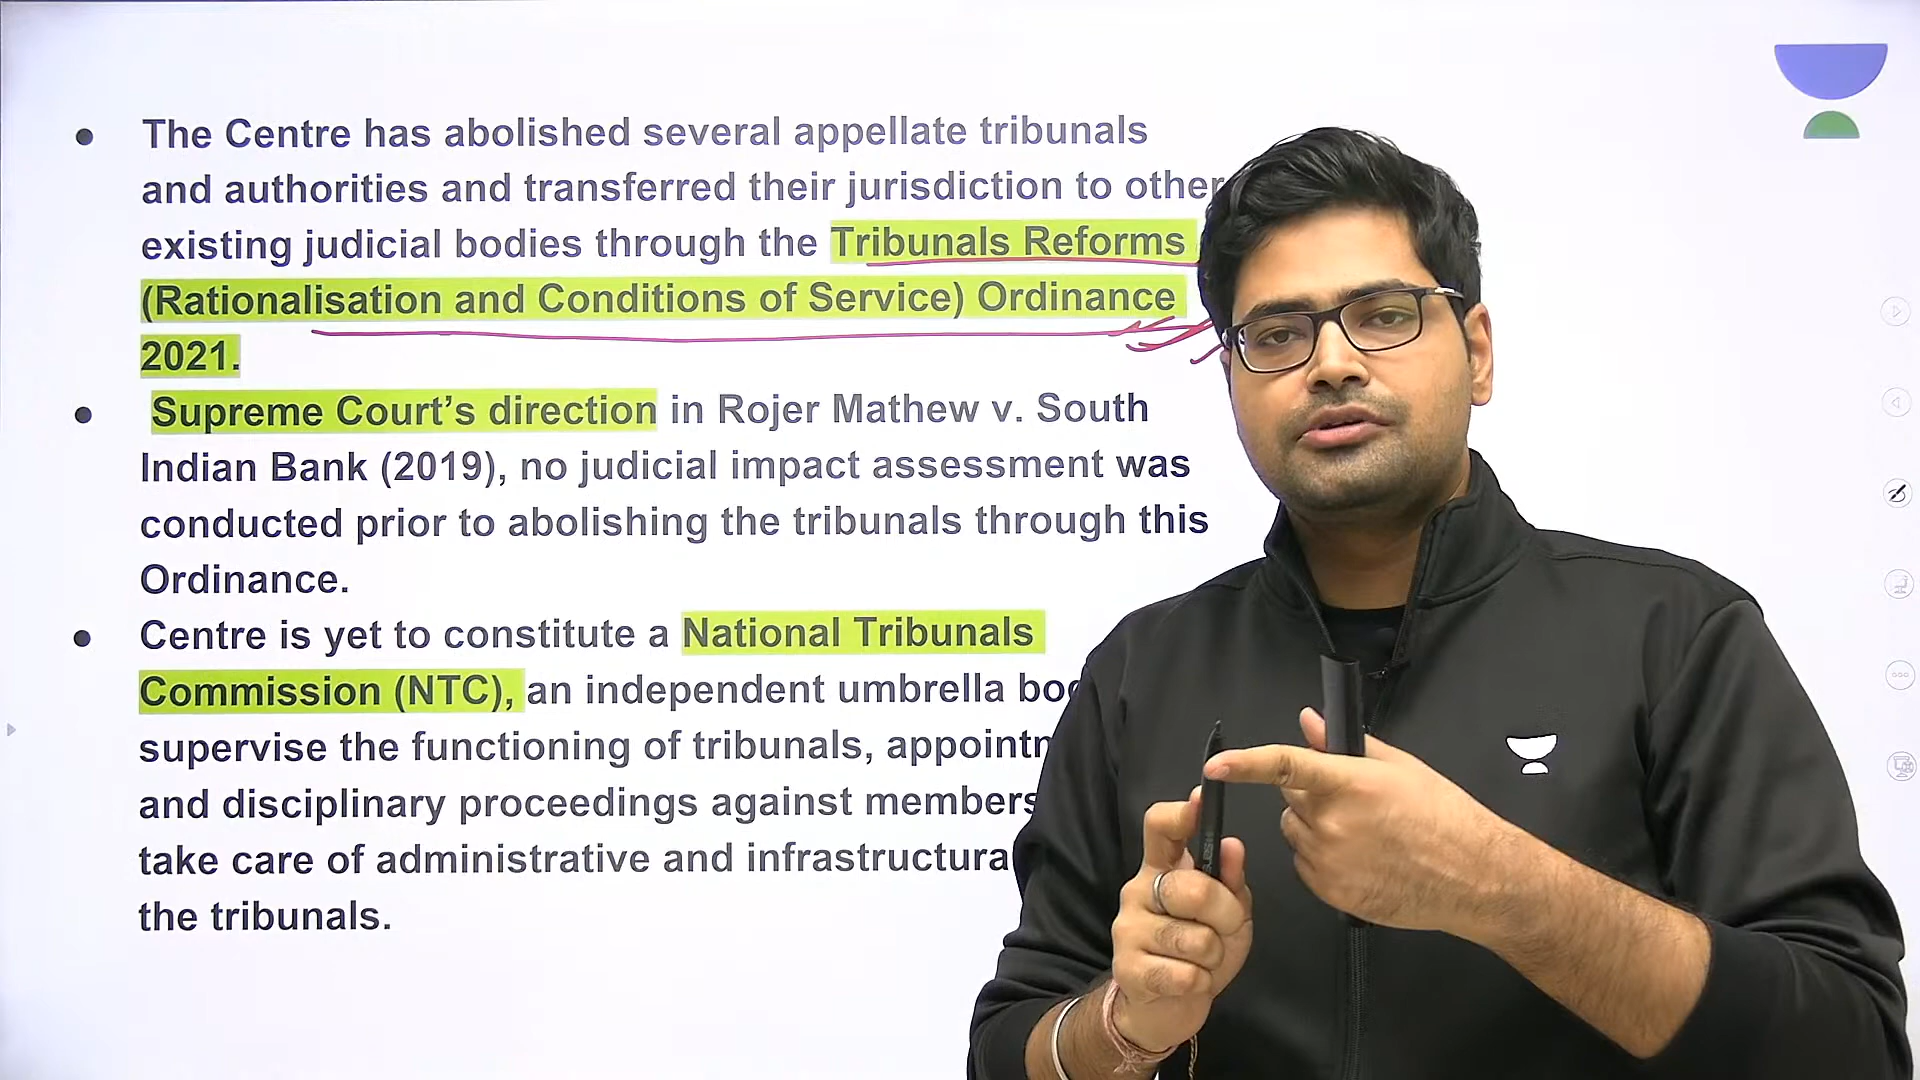 The Centre has abolished several appellate tribunals
and authorities and transferred their jurisdiction to other
existing judicial bodies through the Tribunals Reforms
(Rationalisation and Conditions of Service) Ordinance
2021.
Supreme Court’s direction in Rojer Mathew v. South
Indian Bank (2019), no judicial impact assessment was
conducted prior to abolishing the tribunals through this
Ordinance.
Centre is yet to constitute a National Tribunals
Commission (NTC), an independent umbrella
supervise the functioning of tribunals,
and disciplinary proceedings against members
take care of administrative and
the tribunals.